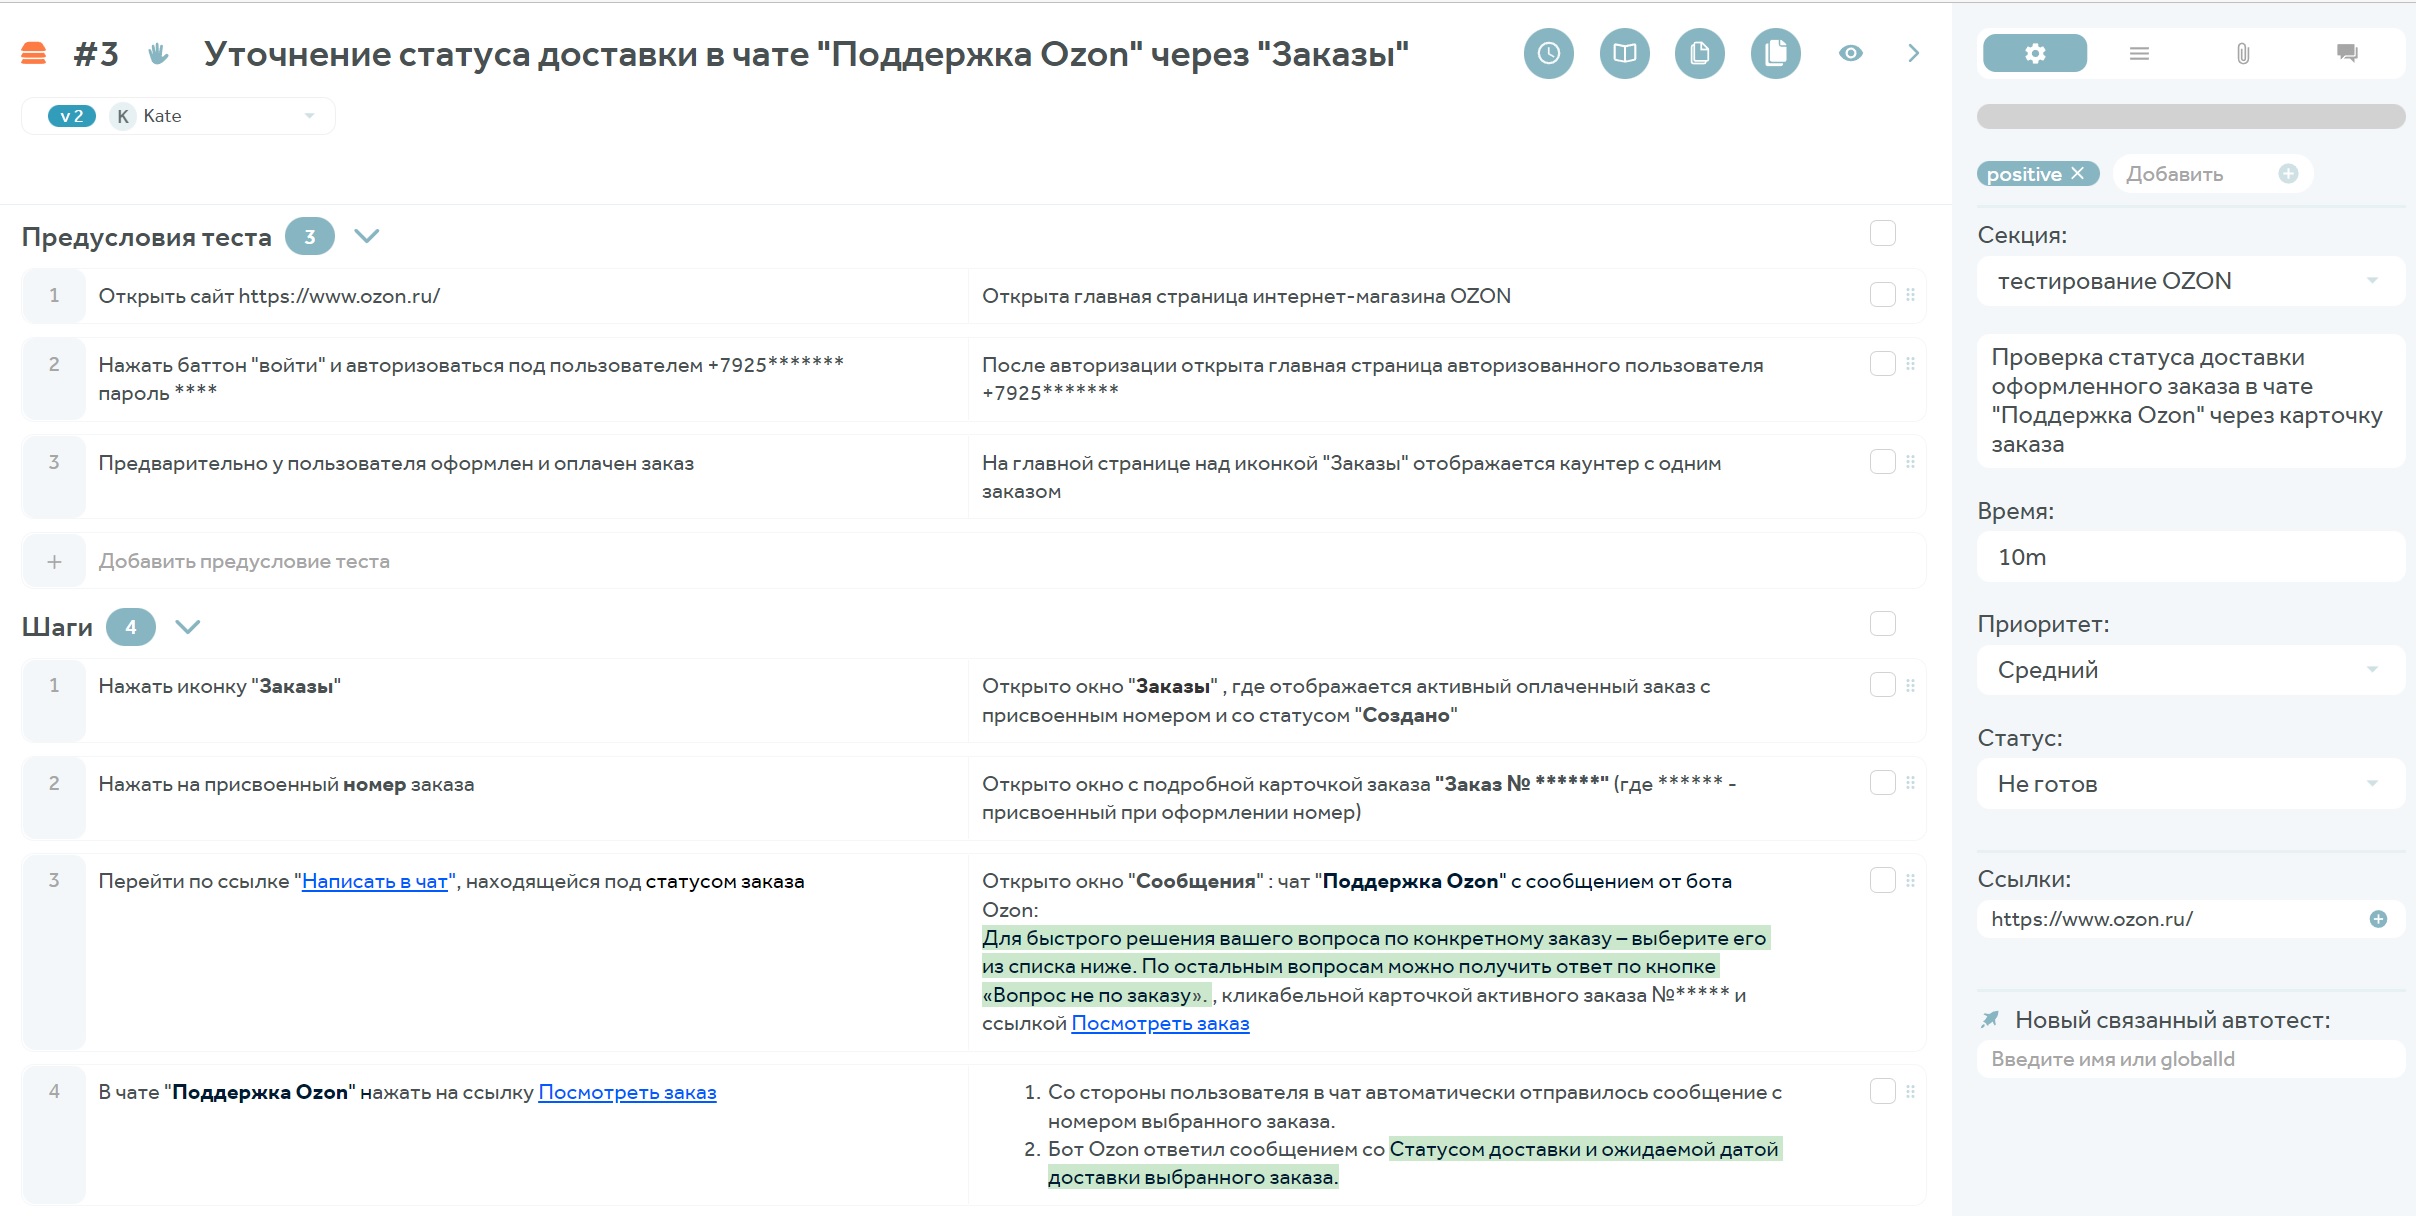 #3 Уточнение статуса доставки в чате "Поддержка Ozon" через "Заказы"
v 2 K Kate
Предусловия теста 3
1 Открыть сайт https://www.ozon.ru/
Открыта главная страница интернет-магазина OZON
2 Нажать баттон "войти" и авторизоваться под пользователем +7925*******
пароль ****
После авторизации открыта главная страница авторизованного пользователя
+7925*******
3 Предварительно у пользователя оформлен и оплачен заказ
На главной странице над иконкой "Заказы" отображается каунтер с одним
заказом
+ Добавить предусловие теста
Шаги 4
1 Нажать иконку "Заказы"
Открыто окно "Заказы" , где отображается активный оплаченный заказ с
присвоенным номером и со статусом "Создано"
2 Нажать на присвоенный номер заказа
Открыто окно с подробной карточкой заказа "Заказ № ******" (где ****** -
присвоенный при оформлении номер)
3 Перейти по ссылке "Написать в чат", находящейся под статусом заказа
Открыто окно "Сообщения" : чат "Поддержка Ozon" с сообщением от бота
Ozon:
Для быстрого решения вашего вопроса по конкретному заказу – выберите его
из списка ниже. По остальным вопросам можно получить ответ по кнопке
«Вопрос не по заказу». , кликабельной карточкой активного заказа №***** и
ссылкой Посмотреть заказ
4 В чате "Поддержка Ozon" нажать на ссылку Посмотреть заказ
1. Со стороны пользователя в чат автоматически отправилось сообщение с
номером выбранного заказа.
2. Бот Ozon ответил сообщением со Статусом доставки и ожидаемой датой
доставки выбранного заказа.
positive Добавить
Секция:
тестирование OZON
Проверка статуса доставки
оформленного заказа в чате
"Поддержка Ozon" через карточку
заказа
Время:
10m
Приоритет:
Средний
Статус:
Не готов
Ссылки:
https://www.ozon.ru/
Новый связанный автотест:
Введите имя или globalId